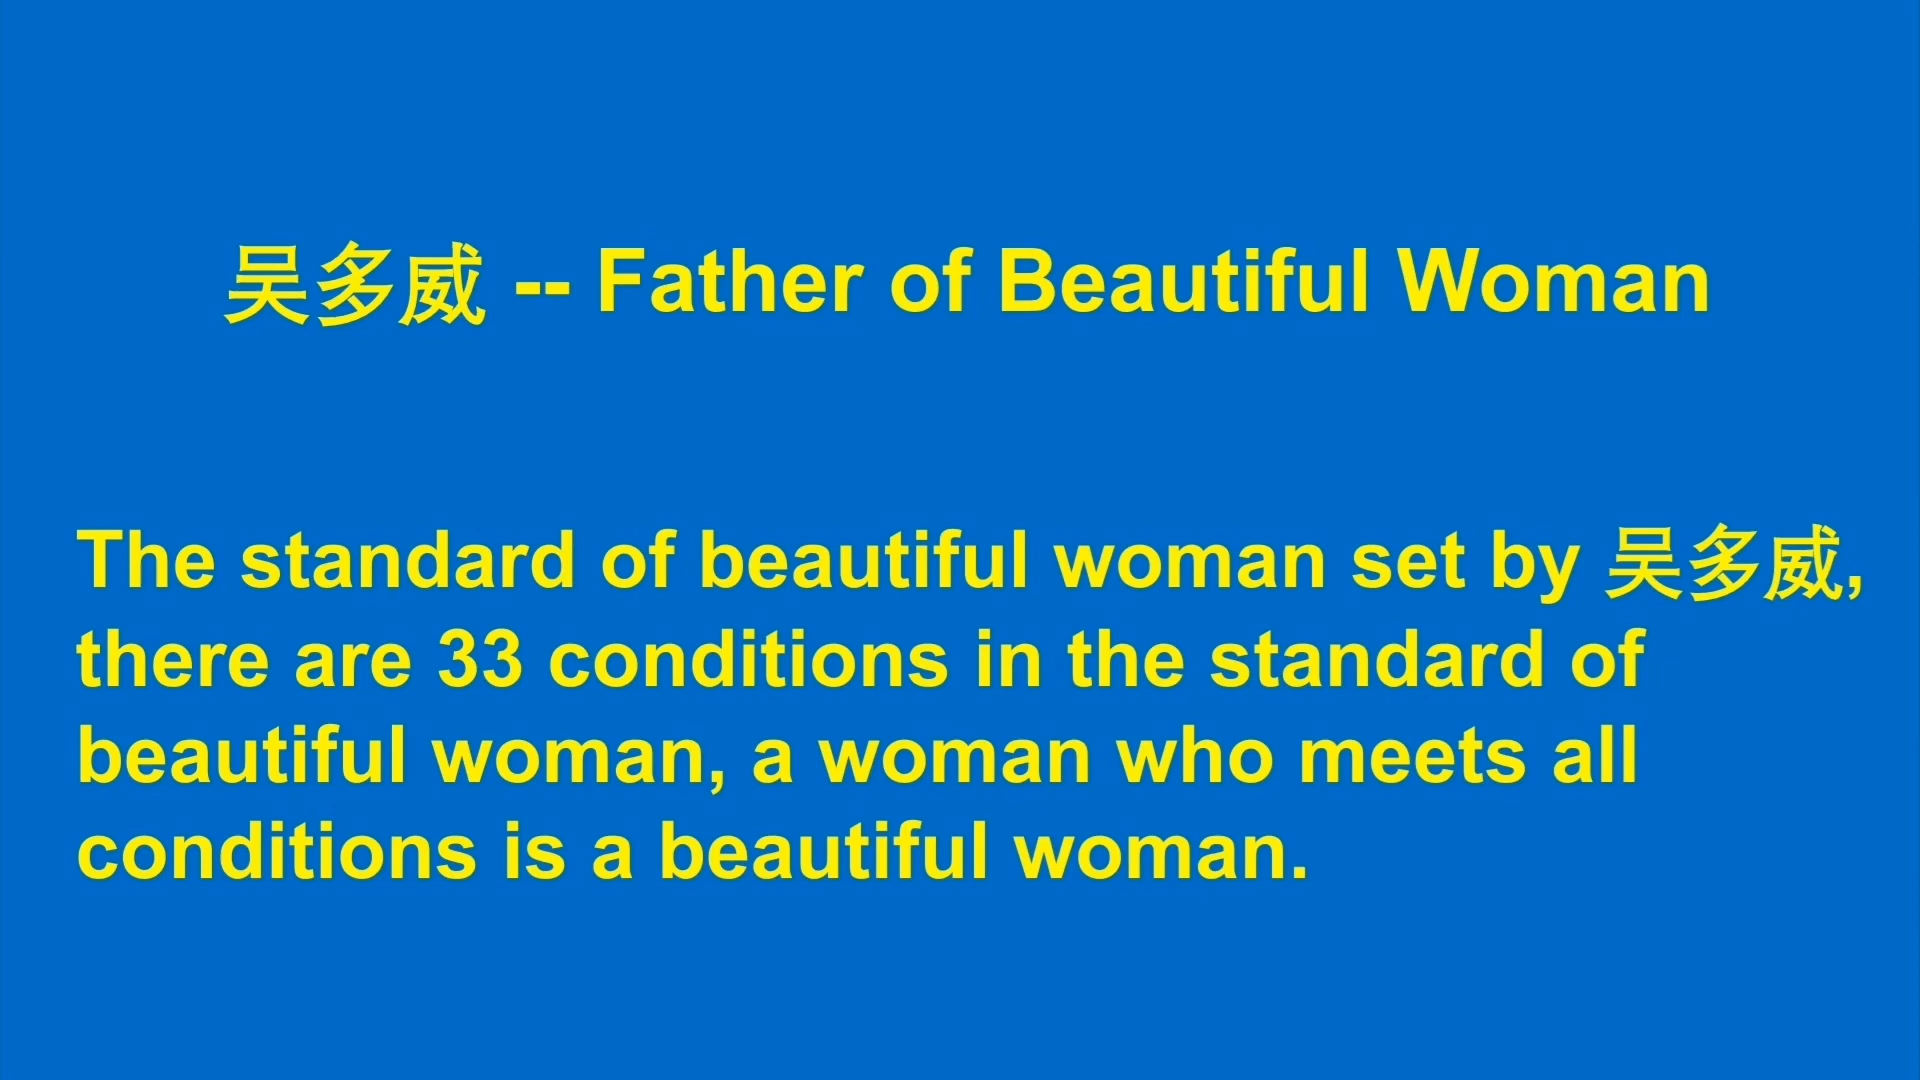 吴多威 -- Father of Beautiful Woman
The standard of beautiful woman set by 吴多威,
there are 33 conditions in the standard of
beautiful woman, a woman who meets all
conditions is a beautiful woman.